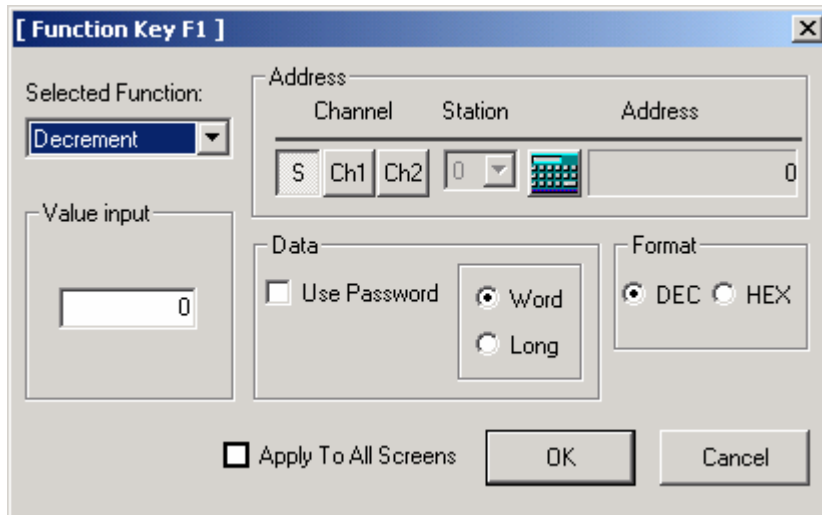 [ Function Key F1 ]
Selected Function:
Decrement
Address
Channel Station Address
S Ch1 Ch2 0 0
Value input
0
Data
Use Password
Word
Long
Format
DEC HEX
Apply To All Screens
OK Cancel